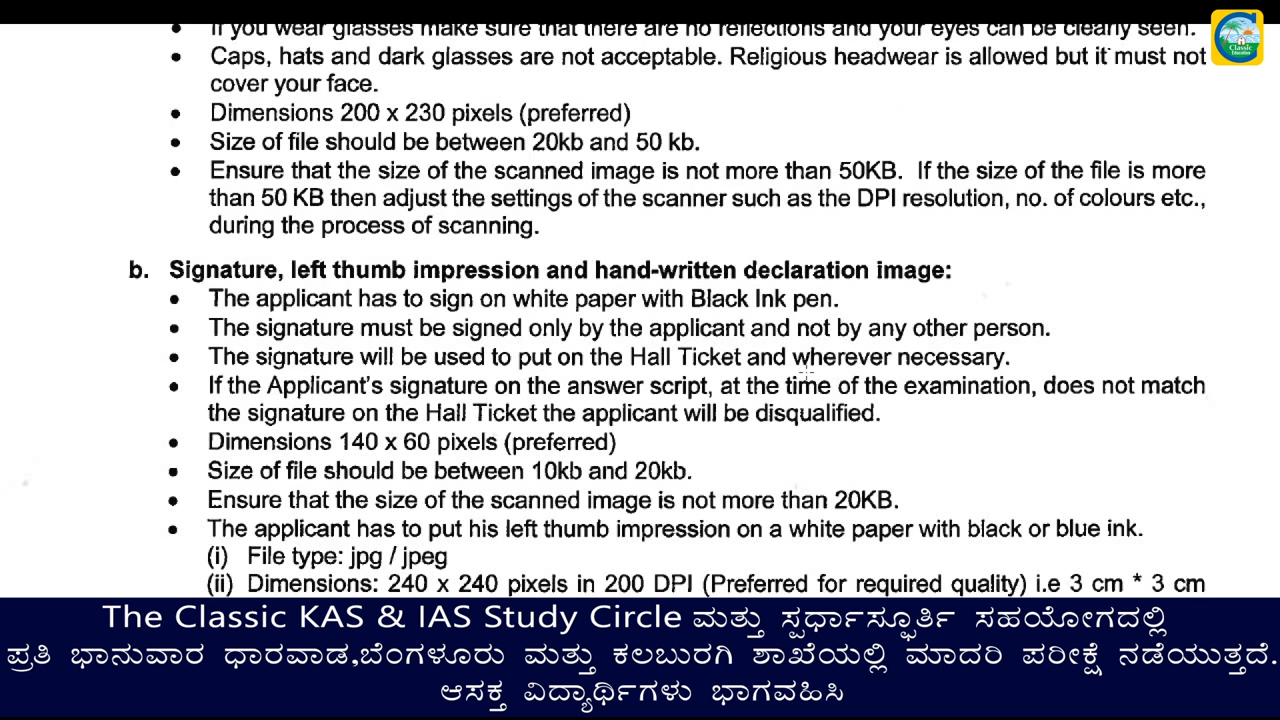 • If you wear glasses make sure that there are no reflections and your eyes can be clearly seen.
• Caps, hats and dark glasses are not acceptable. Religious headwear is allowed but it must not
cover your face.
• Dimensions 200 x 230 pixels (preferred)
• Size of file should be between 20kb and 50 kb.
• Ensure that the size of the scanned image is not more than 50KB. If the size of the file is more
than 50 KB then adjust the settings of the scanner such as the DPI resolution, no. of colours etc.,
during the process of scanning.
b. Signature, left thumb impression and hand-written declaration image:
• The applicant has to sign on white paper with Black Ink pen.
• The signature must be signed only by the applicant and not by any other person.
• The signature will be used to put on the Hall Ticket and wherever necessary.
• If the Applicant's signature on the answer script, at the time of the examination, does not match
the signature on the Hall Ticket the applicant will be disqualified.
• Dimensions 140 x 60 pixels (preferred)
• Size of file should be between 10kb and 20kb.
• Ensure that the size of the scanned image is not more than 20KB.
• The applicant has to put his left thumb impression on a white paper with black or blue ink.
(i) File type: jpg / jpeg
(ii) Dimensions: 240 x 240 pixels in 200 DPI (Preferred for required quality) i.e 3 cm * 3 cm
The Classic KAS & IAS Study Circle ಮತ್ತು ಸ್ಪರ್ಧಾಸ್ಫೂರ್ತಿ ಸಹಯೋಗದಲ್ಲಿ
ಪ್ರತಿ ಭಾನುವಾರ ಧಾರವಾಡ,ಬೆಂಗಳೂರು ಮತ್ತು ಕಲಬುರಗಿ ಶಾಖೆಯಲ್ಲಿ ಮಾದರಿ ಪರೀಕ್ಷೆ ನಡೆಯುತ್ತದೆ.
ಆಸಕ್ತ ವಿದ್ಯಾರ್ಥಿಗಳು ಭಾಗವಹಿಸಿ
Classic
Education